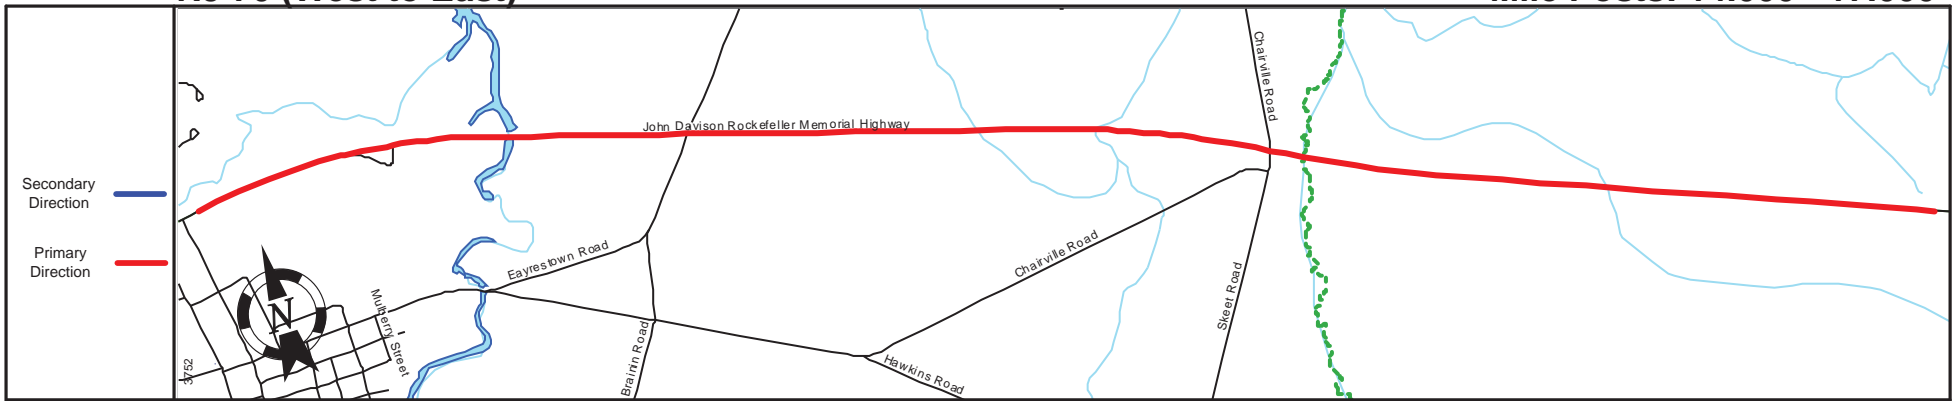 Secondary
Direction
Primary
Direction
John Davison Rockefeller Memorial Highway
Chairville Road
Eayrestown Road
Chairville Road
Mulberry Street
Brainin Road
Skeet Road
Hawkins Road
3752
N